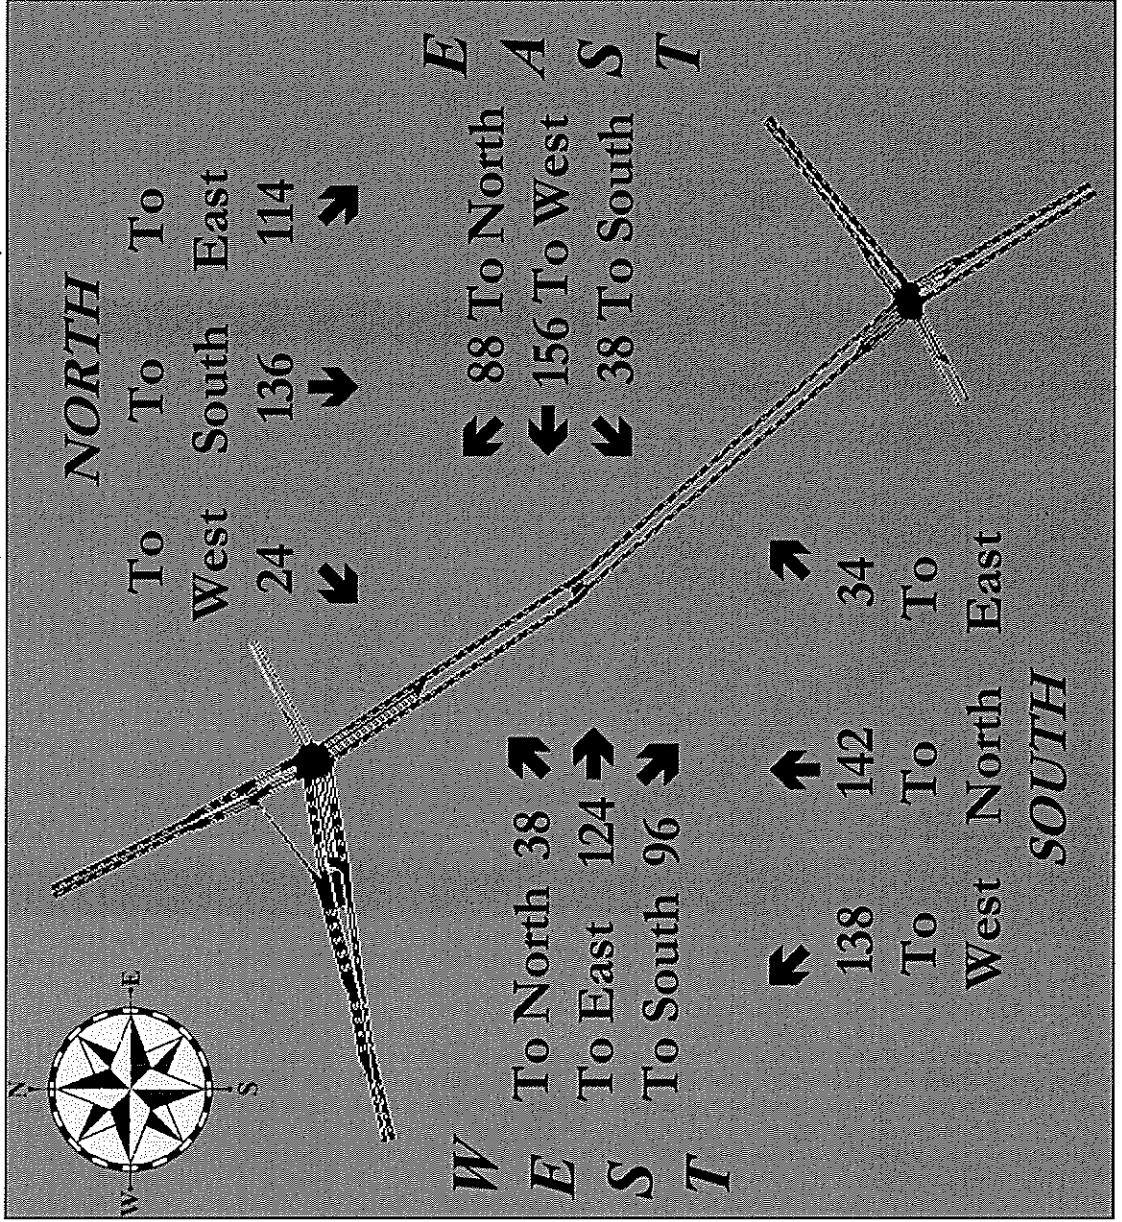 N
W E
S
NORTH
To To To
West South East
24 136 114
W
E
S
T
To North 38
To East 124
To South 96
88 To North
156 To West
38 To South
E
A
S
T
138 142 34
To To To
West North East
SOUTH